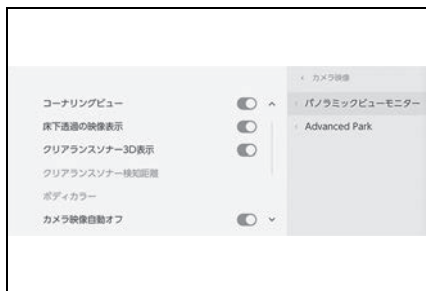 カメラ映像
コーナリングビュー
パノラミックビューモニター
床下透過の映像表示
Advanced Park
クリアランスソナー3D表示
クリアランスソナー検知距離
ボディカラー
カメラ映像自動オフ